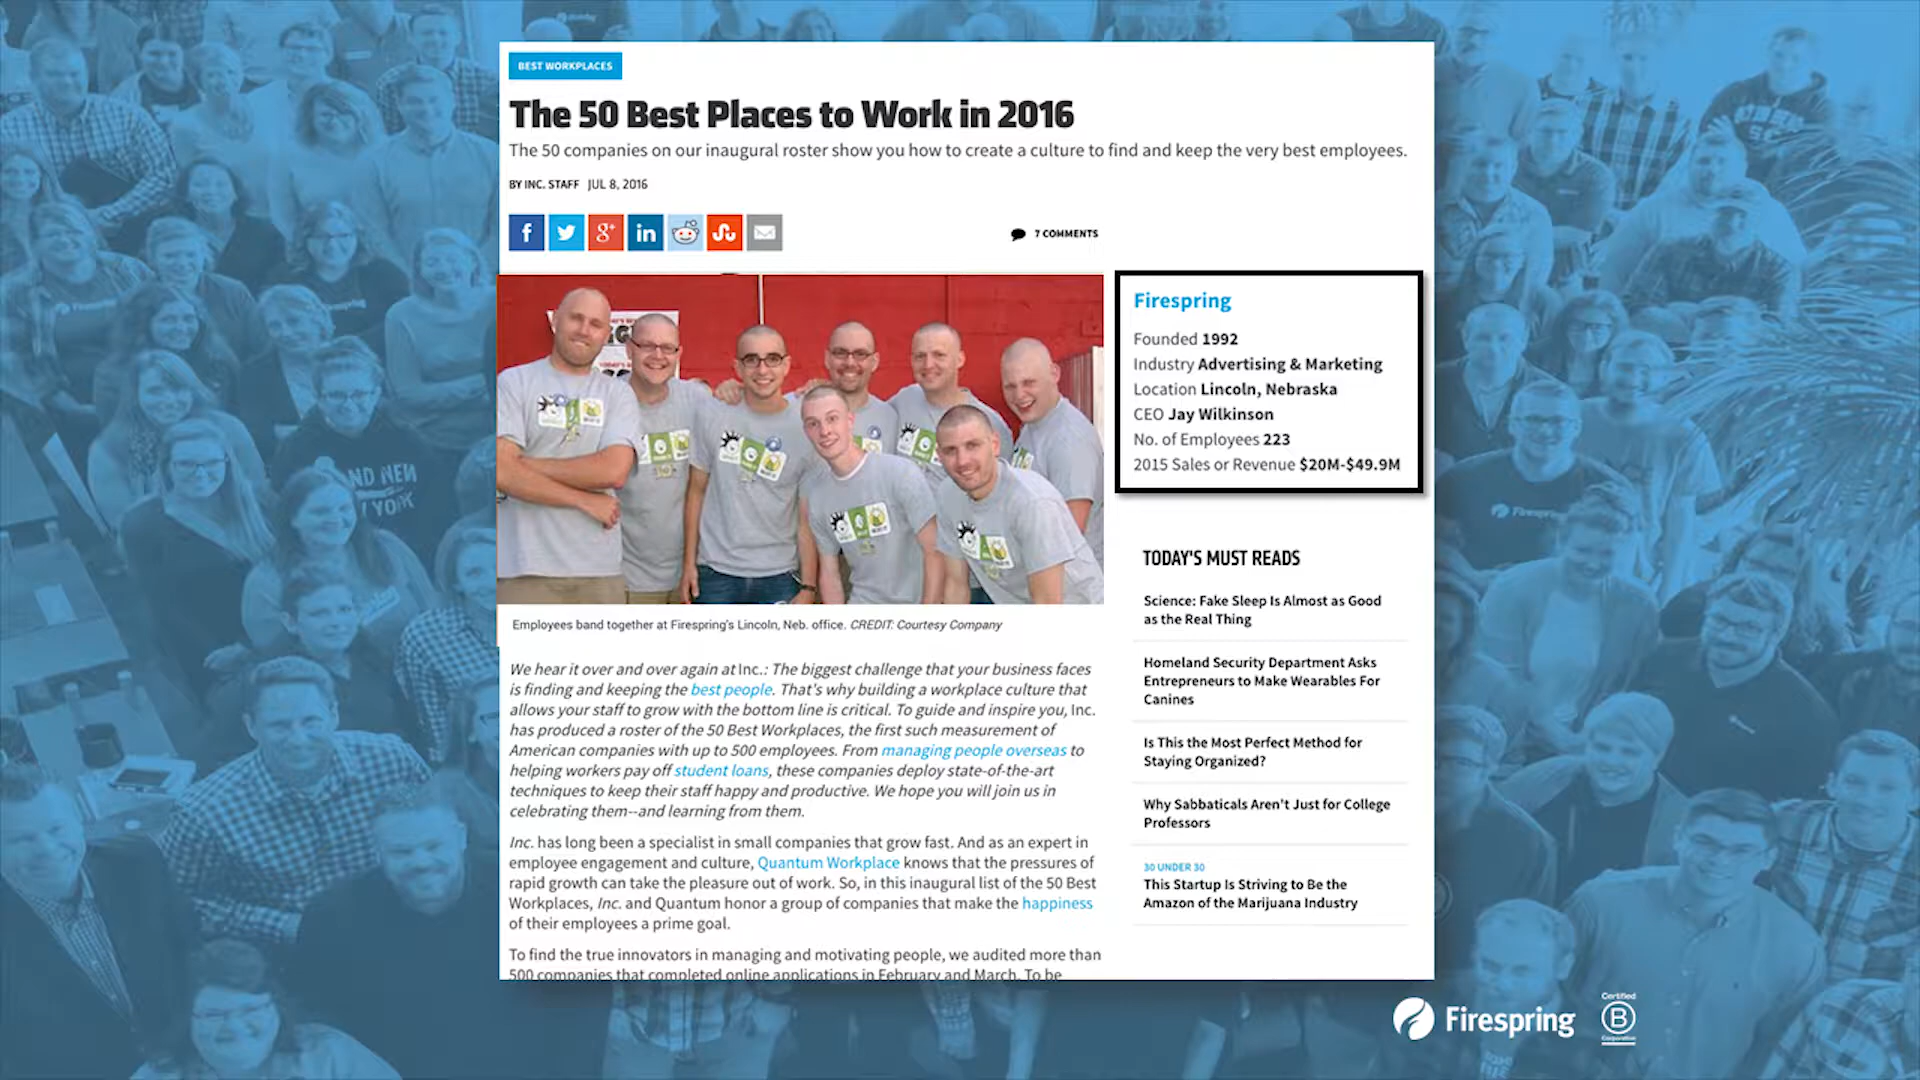 BEST WORKPLACES
The 50 Best Places to Work in 2016
The 50 companies on our inaugural roster show you how to create a culture to find and keep the very best employees.
BY INC. STAFF JUL 8, 2016
7 COMMENTS
Employees band together at Firespring's Lincoln, Neb. office. CREDIT: Courtesy Company
We hear it over and over again at Inc.: The biggest challenge that your business faces
is finding and keeping the best people. That's why building a workplace culture that
allows your staff to grow with the bottom line is critical. To guide and inspire you, Inc.
has produced a roster of the 50 Best Workplaces, the first such measurement of
American companies with up to 500 employees. From managing people overseas to
helping workers pay off student loans, these companies deploy state-of-the-art
techniques to keep their staff happy and productive. We hope you will join us in
celebrating them--and learning from them.
Inc. has long been a specialist in small companies that grow fast. And as an expert in
employee engagement and culture, Quantum Workplace knows that the pressures of
rapid growth can take the pleasure out of work. So, in this inaugural list of the 50 Best
Workplaces, Inc. and Quantum honor a group of companies that make the happiness
of their employees a prime goal.
To find the true innovators in managing and motivating people, we audited more than
500 companies that completed online applications in February and March. To be
Firespring
Founded 1992
Industry Advertising & Marketing
Location Lincoln, Nebraska
CEO Jay Wilkinson
No. of Employees 223
2015 Sales or Revenue $20M-$49.9M
TODAY'S MUST READS
Science: Fake Sleep Is Almost as Good
as the Real Thing
Homeland Security Department Asks
Entrepreneurs to Make Wearables For
Canines
Is This the Most Perfect Method for
Staying Organized?
Why Sabbaticals Aren't Just for College
Professors
30 UNDER 30
This Startup Is Striving to Be the
Amazon of the Marijuana Industry
Firespring
Certified
B
Corporation